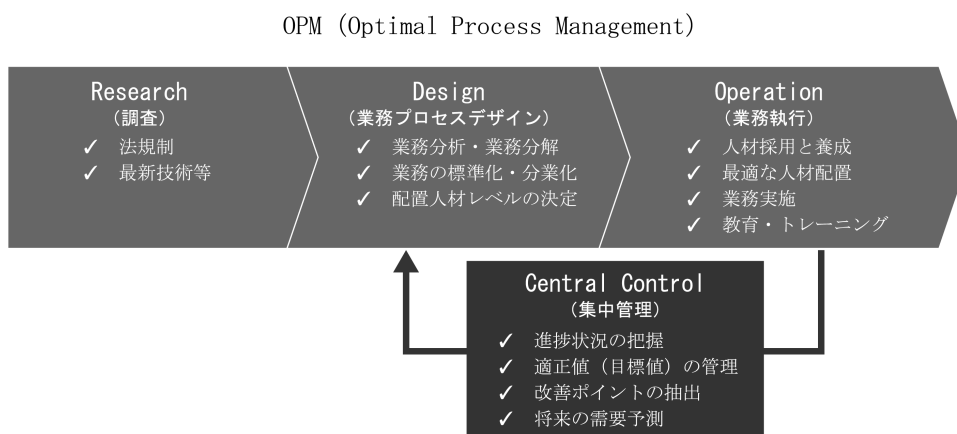 OPM (Optimal Process Management)
Research
(調査)
✓ 法規制
✓ 最新技術等
Design
(業務プロセスデザイン)
✓ 業務分析・業務分解
✓ 業務の標準化・分業化
✓ 配置人材レベルの決定
Operation
(業務執行)
✓ 人材採用と養成
✓ 最適な人材配置
✓ 業務実施
✓ 教育・トレーニング
Central Control
(集中管理)
✓ 進捗状況の把握
✓ 適正値（目標値）の管理
✓ 改善ポイントの抽出
✓ 将来の需要予測